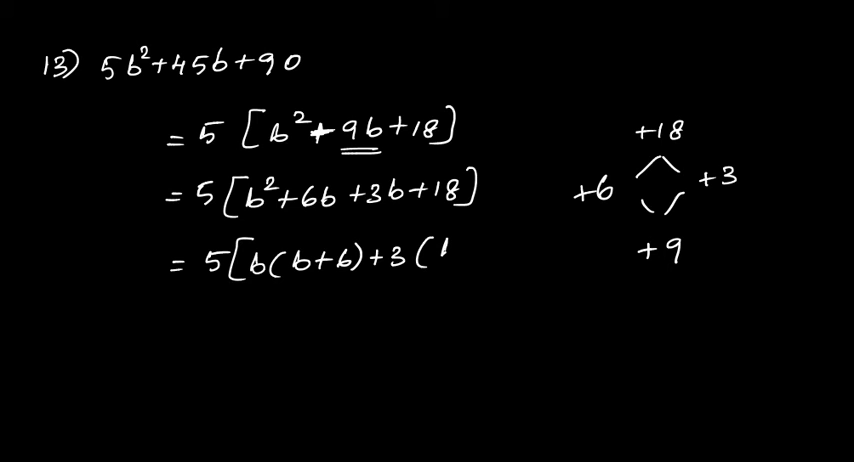 13) 5b²+45b+90
= 5 [b²+9b+18]
= 5[b²+6b+3b+18]
= 5[b(b+6)+3(
+18
+6 +3
+9